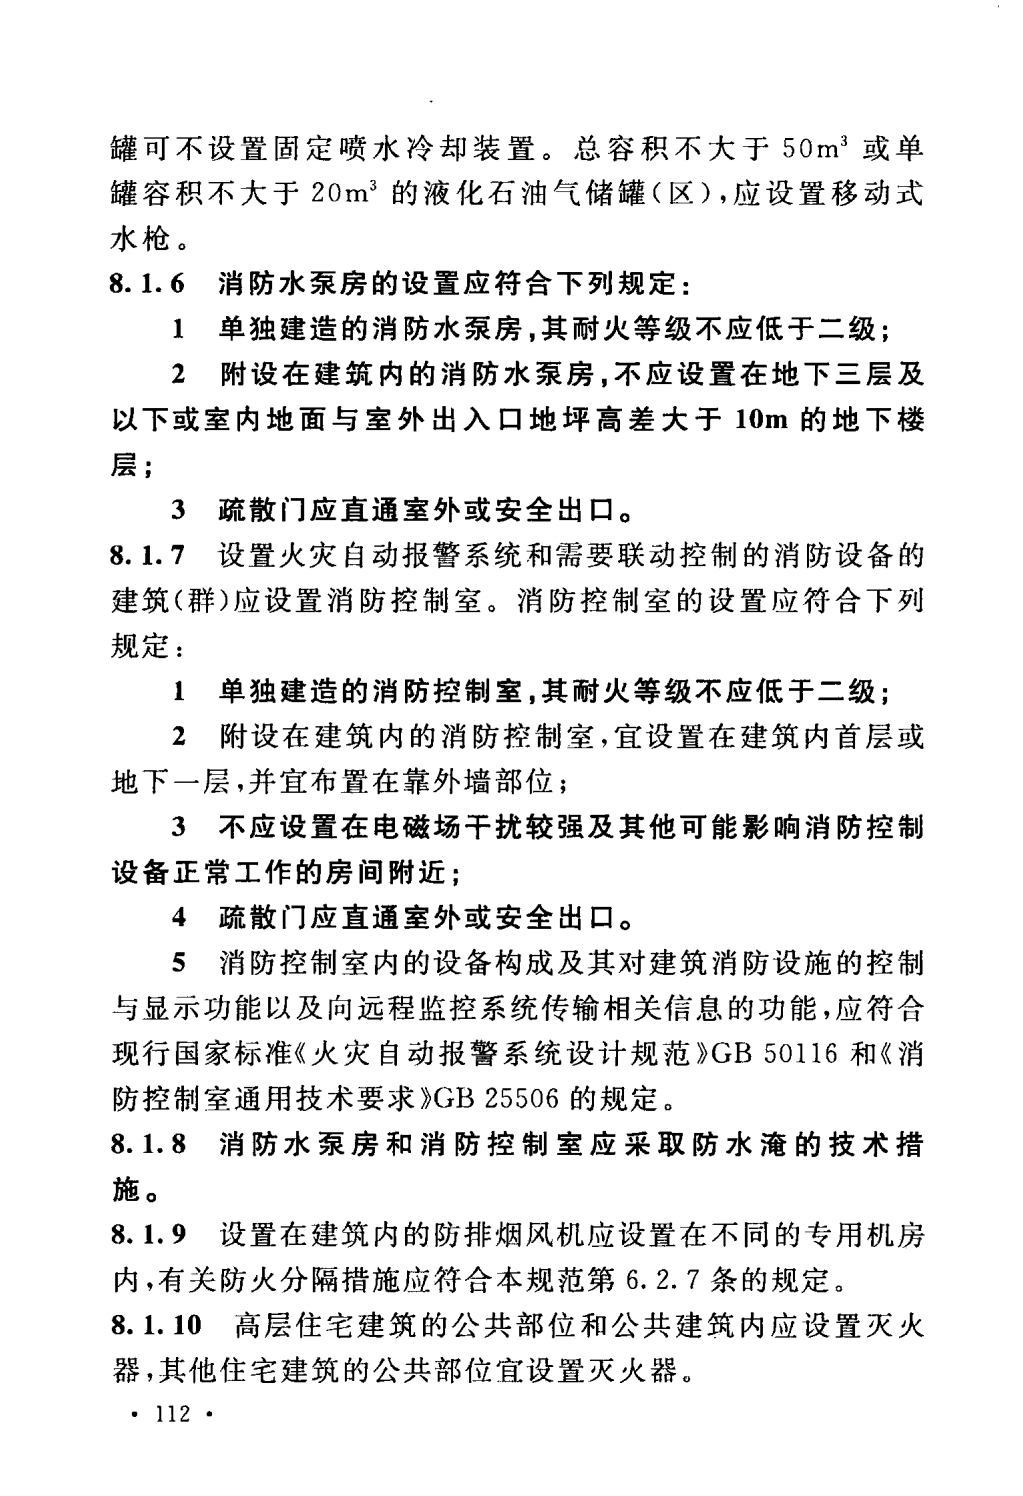 罐可不设置固定喷水冷却装置。总容积不大于 50m³ 或单
罐容积不大于 20m³ 的液化石油气储罐(区),应设置移动式
水枪。
8.1.6 消防水泵房的设置应符合下列规定:
1 单独建造的消防水泵房,其耐火等级不应低于二级;
2 附设在建筑内的消防水泵房,不应设置在地下三层及
以下或室内地面与室外出入口地坪高差大于 10m 的地下楼
层;
3 疏散门应直通室外或安全出口。
8.1.7 设置火灾自动报警系统和需要联动控制的消防设备的
建筑(群)应设置消防控制室。消防控制室的设置应符合下列
规定:
1 单独建造的消防控制室,其耐火等级不应低于二级;
2 附设在建筑内的消防控制室,宜设置在建筑内首层或
地下一层,并宜布置在靠外墙部位;
3 不应设置在电磁场干扰较强及其他可能影响消防控制
设备正常工作的房间附近;
4 疏散门应直通室外或安全出口。
5 消防控制室内的设备构成及其对建筑消防设施的控制
与显示功能以及向远程监控系统传输相关信息的功能,应符合
现行国家标准《火灾自动报警系统设计规范》GB 50116 和《消
防控制室通用技术要求》GB 25506 的规定。
8.1.8 消防水泵房和消防控制室应采取防水淹的技术措
施。
8.1.9 设置在建筑内的防排烟风机应设置在不同的专用机房
内,有关防火分隔措施应符合本规范第 6.2.7 条的规定。
8.1.10 高层住宅建筑的公共部位和公共建筑内应设置灭火
器,其他住宅建筑的公共部位宜设置灭火器。
· 112 ·